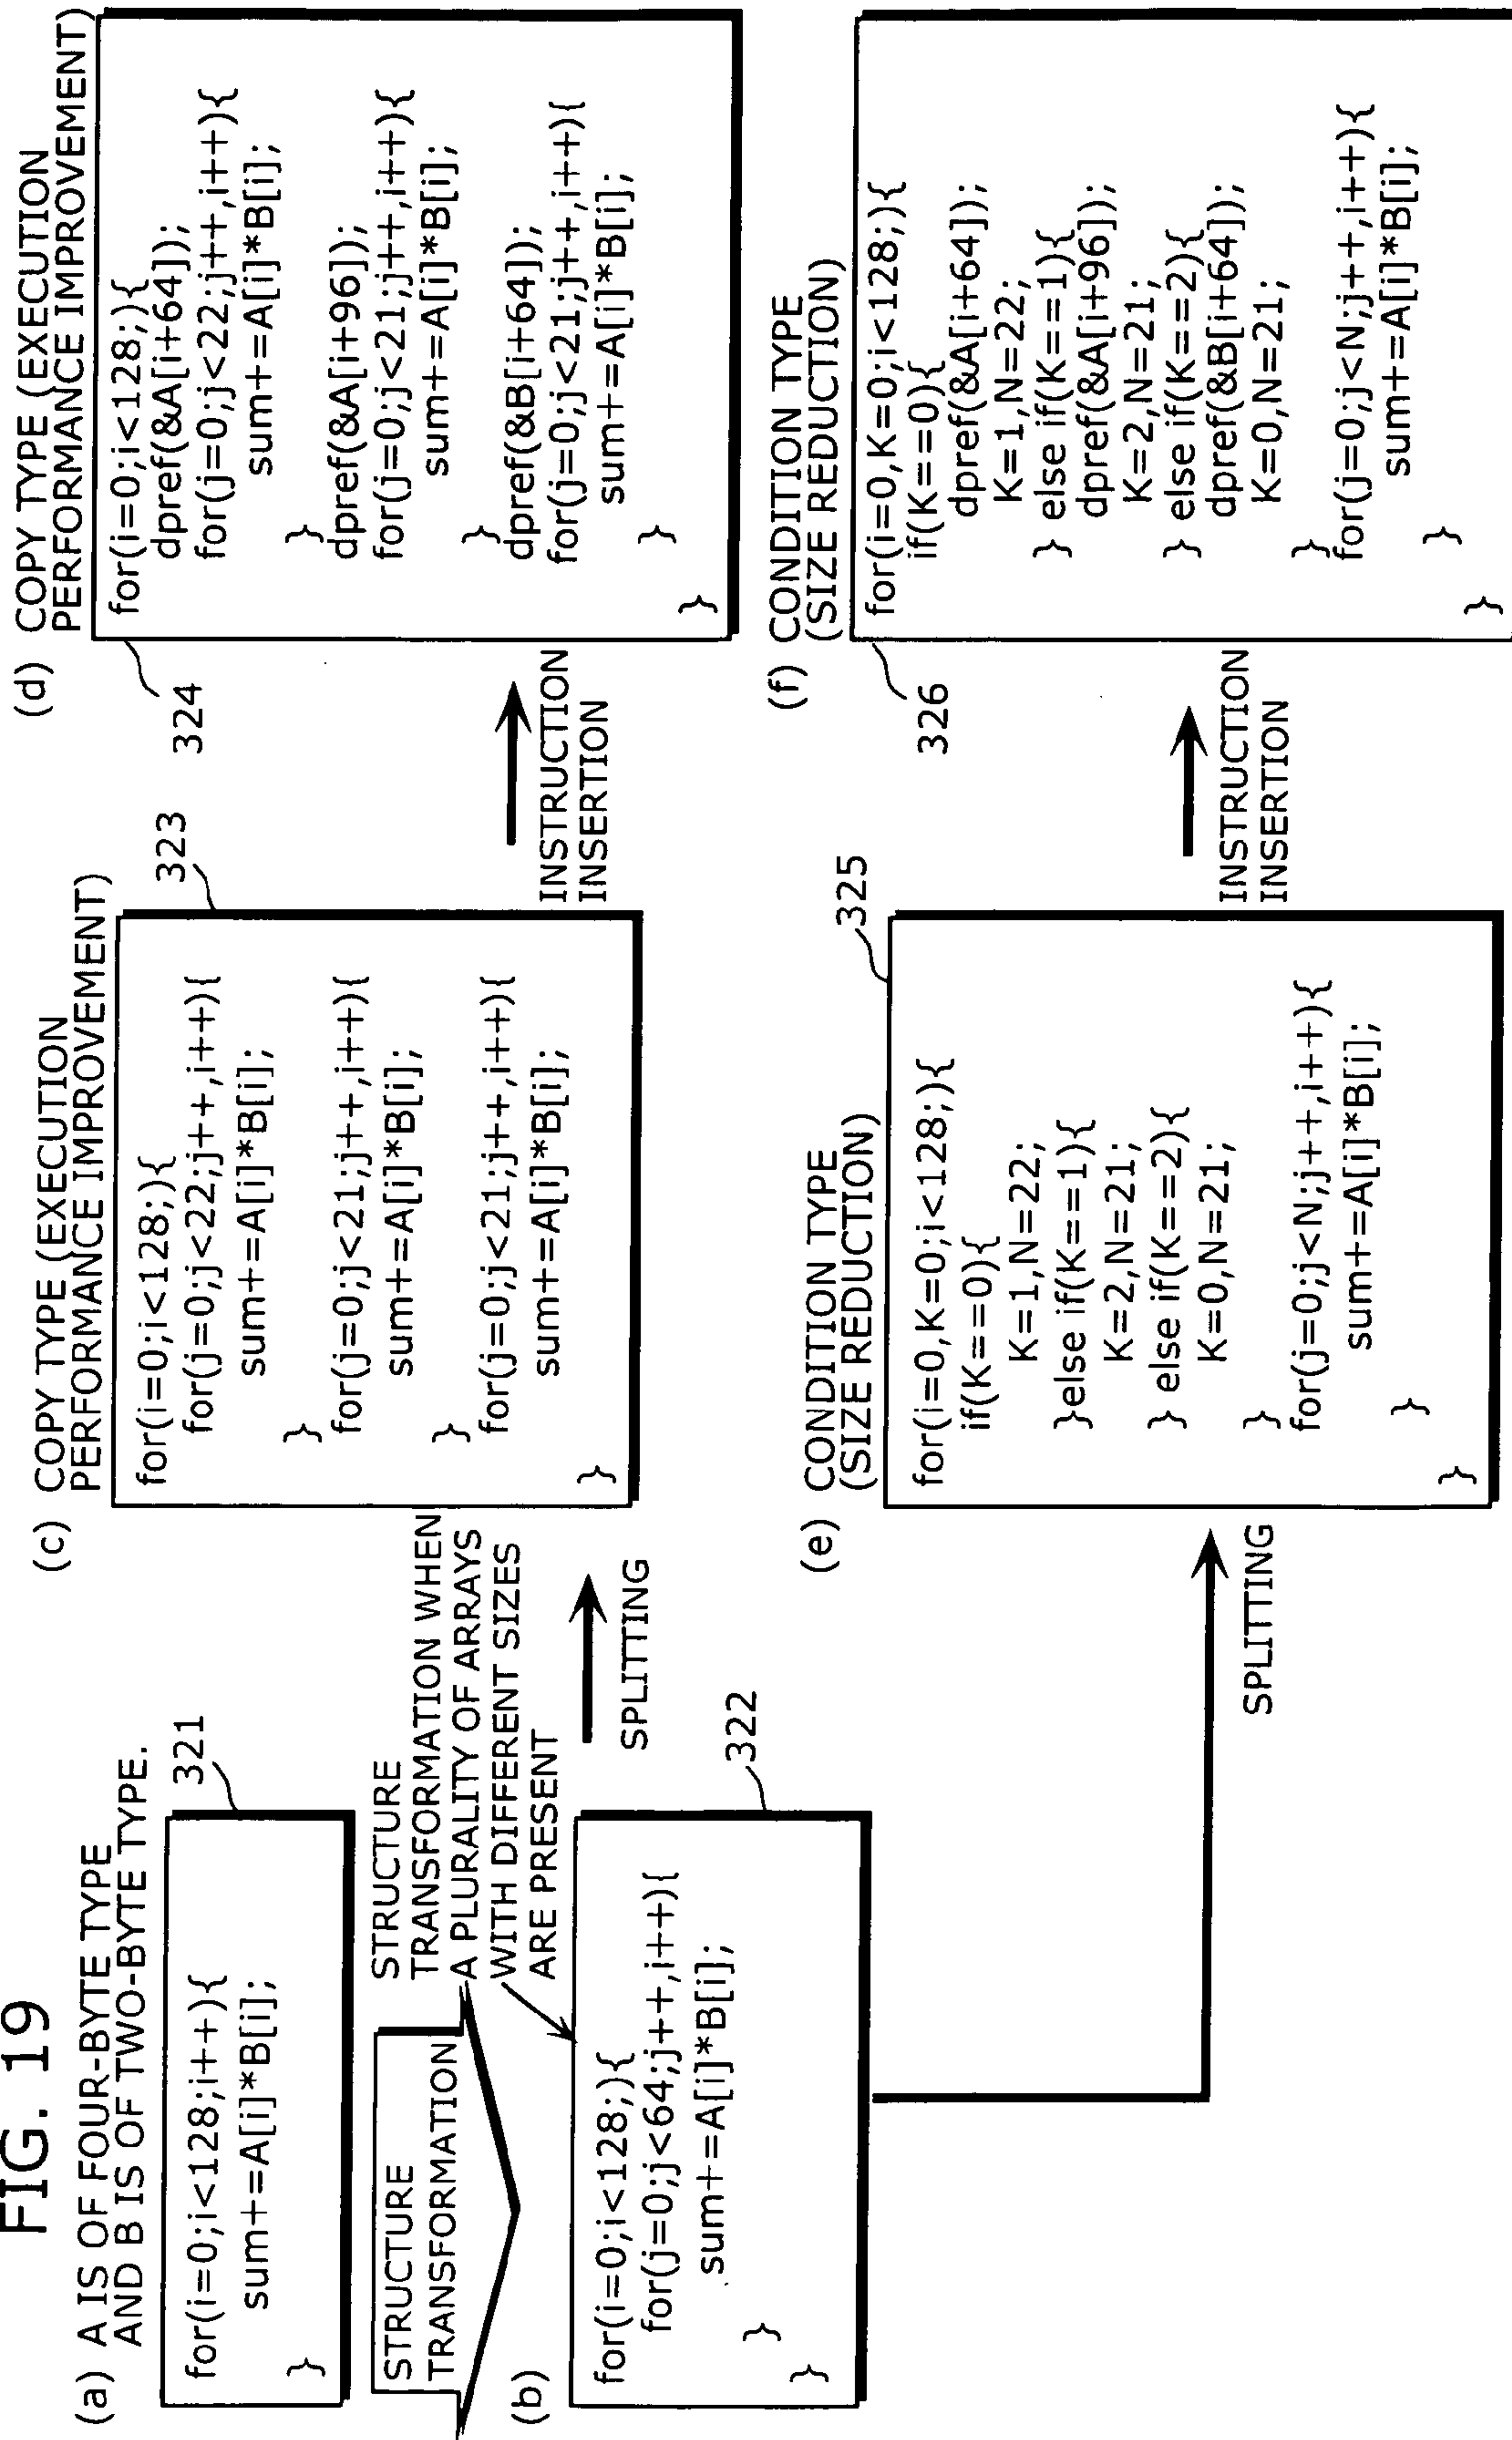 FIG. 19
(a) A IS OF FOUR-BYTE TYPE
AND B IS OF TWO-BYTE TYPE.
321
for(i=0;i<128;i++){
sum+=A[i]*B[i];
}
STRUCTURE
TRANSFORMATION
STRUCTURE
TRANSFORMATION WHEN
A PLURALITY OF ARRAYS
WITH DIFFERENT SIZES
ARE PRESENT
(b)
322
for(i=0;i<128;){
for(j=0;j<64;j++,i++){
sum+=A[i]*B[i];
}
}
SPLITTING
SPLITTING
(c) COPY TYPE (EXECUTION
PERFORMANCE IMPROVEMENT)
323
for(i=0;i<128;){
for(j=0;j<22;j++,i++){
sum+=A[i]*B[i];
}
for(j=0;j<21;j++,i++){
sum+=A[i]*B[i];
}
for(j=0;j<21;j++,i++){
sum+=A[i]*B[i];
}
INSTRUCTION
INSERTION
(d) COPY TYPE (EXECUTION
PERFORMANCE IMPROVEMENT)
324
for(i=0;i<128;){
dpref(&A[i+64]);
for(j=0;j<22;j++,i++){
sum+=A[i]*B[i];
}
dpref(&A[i+96]);
for(j=0;j<21;j++,i++){
sum+=A[i]*B[i];
}
dpref(&B[i+64]);
for(j=0;j<21;j++,i++){
sum+=A[i]*B[i];
}
}
(e) CONDITION TYPE
(SIZE REDUCTION)
325
for(i=0,K=0;i<128;){
if(K==0){
K=1,N=22;
}else if(K==1){
K=2,N=21;
} else if(K==2){
K=0,N=21;
}
for(j=0;j<N;j++,i++){
sum+=A[i]*B[i];
}
}
INSTRUCTION
INSERTION
(f) CONDITION TYPE
(SIZE REDUCTION)
326
for(i=0,K=0;i<128;){
if(K==0){
dpref(&A[i+64]);
K=1,N=22;
} else if(K==1){
dpref(&A[i+96]);
K=2,N=21;
} else if(K==2){
dpref(&B[i+64]);
K=0,N=21;
}
for(j=0;j<N;j++,i++){
sum+=A[i]*B[i];
}
}